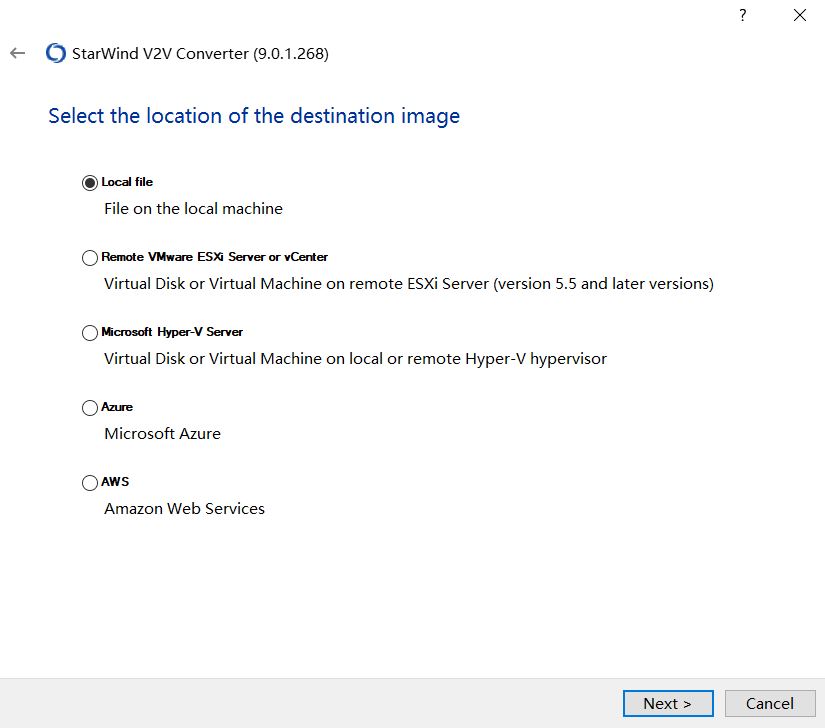 ?
StarWind V2V Converter (9.0.1.268)
Select the location of the destination image
Local file
File on the local machine
Remote VMware ESXi Server or vCenter
Virtual Disk or Virtual Machine on remote ESXi Server (version 5.5 and later versions)
Microsoft Hyper-V Server
Virtual Disk or Virtual Machine on local or remote Hyper-V hypervisor
Azure
Microsoft Azure
AWS
Amazon Web Services
Next >
Cancel